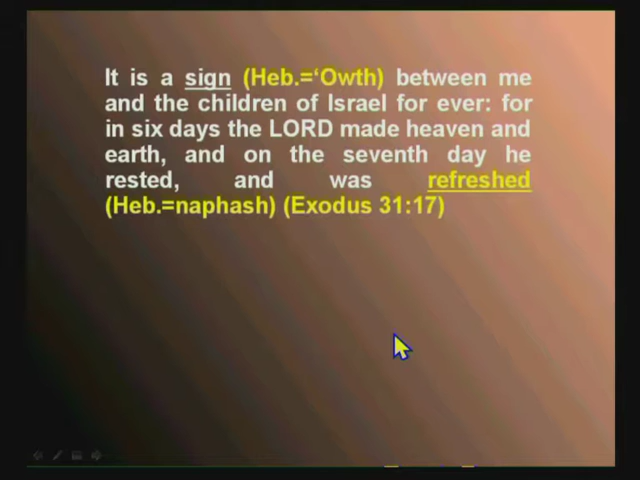 It is a sign (Heb.=‘Owth) between me
and the children of Israel for ever: for
in six days the LORD made heaven and
earth, and on the seventh day he
rested, and was refreshed
(Heb.=naphash) (Exodus 31:17)